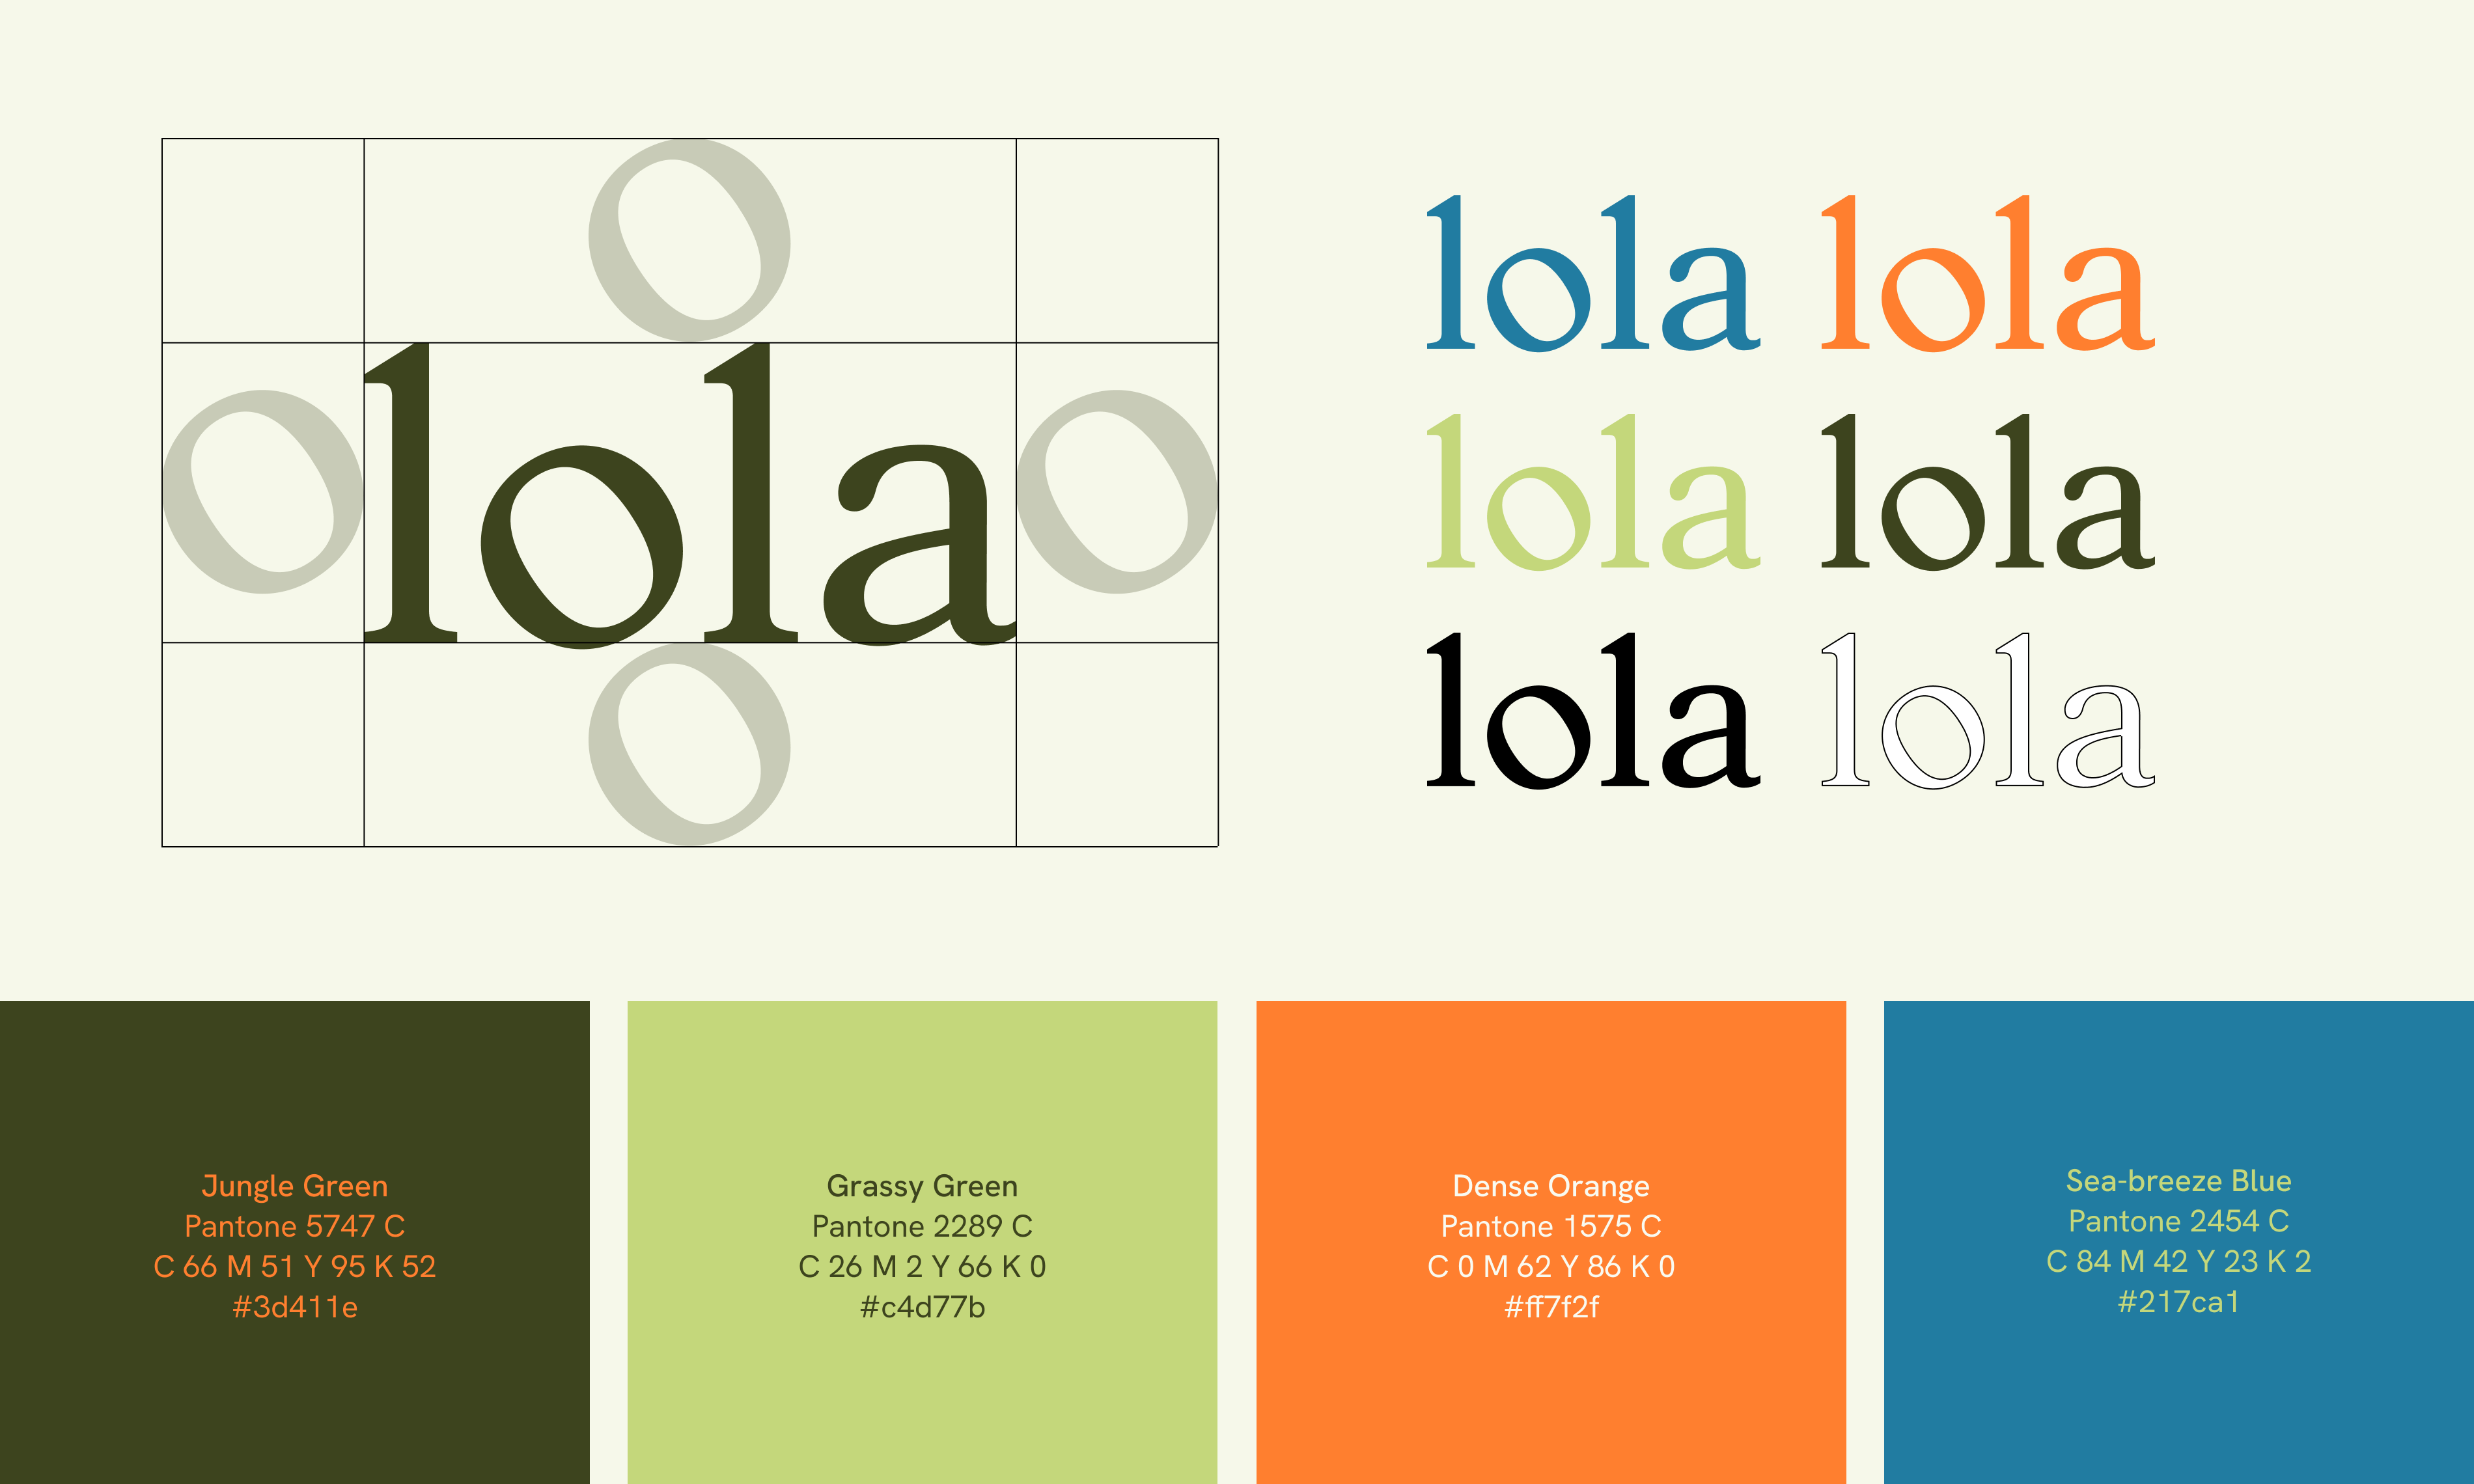 o
o lola o
o
lola lola
lola lola
lola lola
Jungle Green
Pantone 5747 C
C 66 M 51 Y 95 K 52
#3d411e
Grassy Green
Pantone 2289 C
C 26 M 2 Y 66 K 0
#c4d77b
Dense Orange
Pantone 1575 C
C 0 M 62 Y 86 K 0
#ff7f2f
Sea-breeze Blue
Pantone 2454 C
C 84 M 42 Y 23 K 2
#217ca1